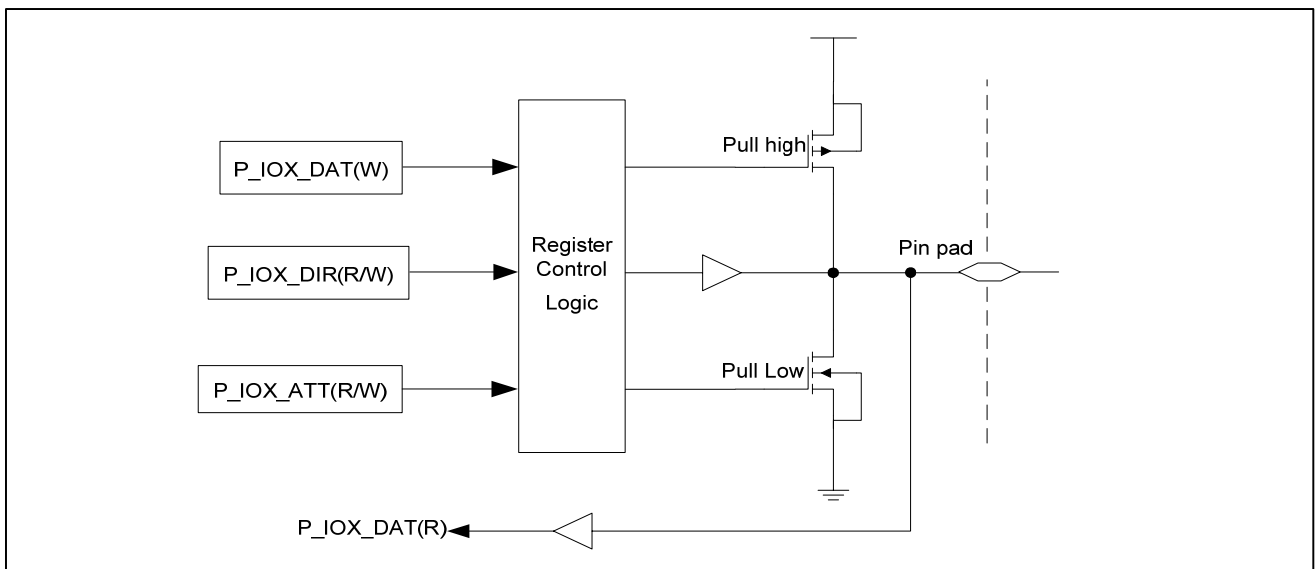 P_IOX_DAT(W)
P_IOX_DIR(R/W)
P_IOX_ATT(R/W)
Register
Control
Logic
Pull high
Pin pad
Pull Low
P_IOX_DAT(R)